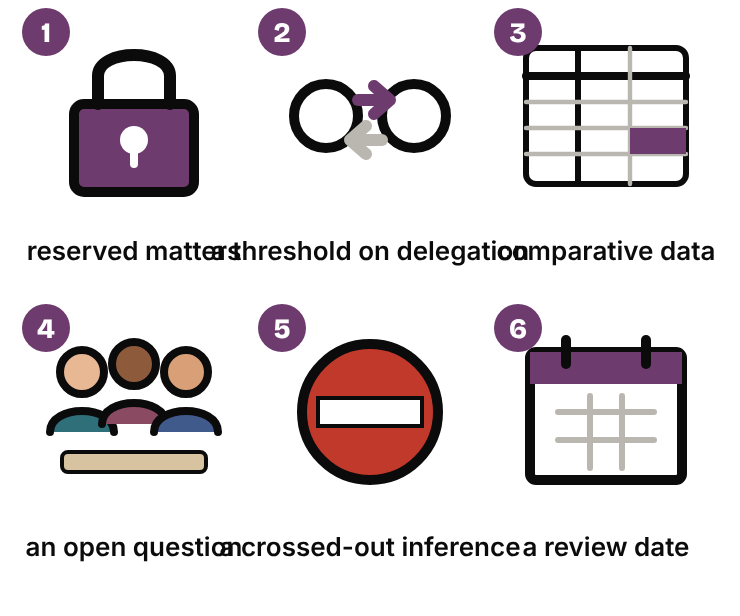 1
2
3
reserved matters
a threshold on delegation
comparative data
4
5
6
an open question
a crossed-out inference
a review date